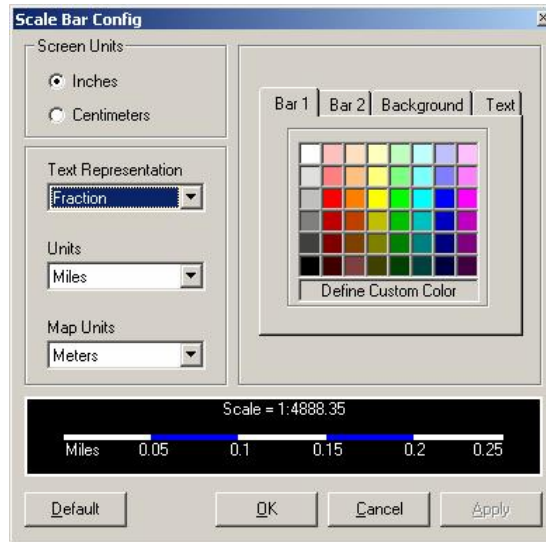 Scale Bar Config
Screen Units
Inches
Centimeters
Text Representation
Fraction
Units
Miles
Map Units
Meters
Bar 1 Bar 2 Background Text
Define Custom Color
Scale = 1:4888.35
Miles 0.05 0.1 0.15 0.2 0.25
Default OK Cancel Apply